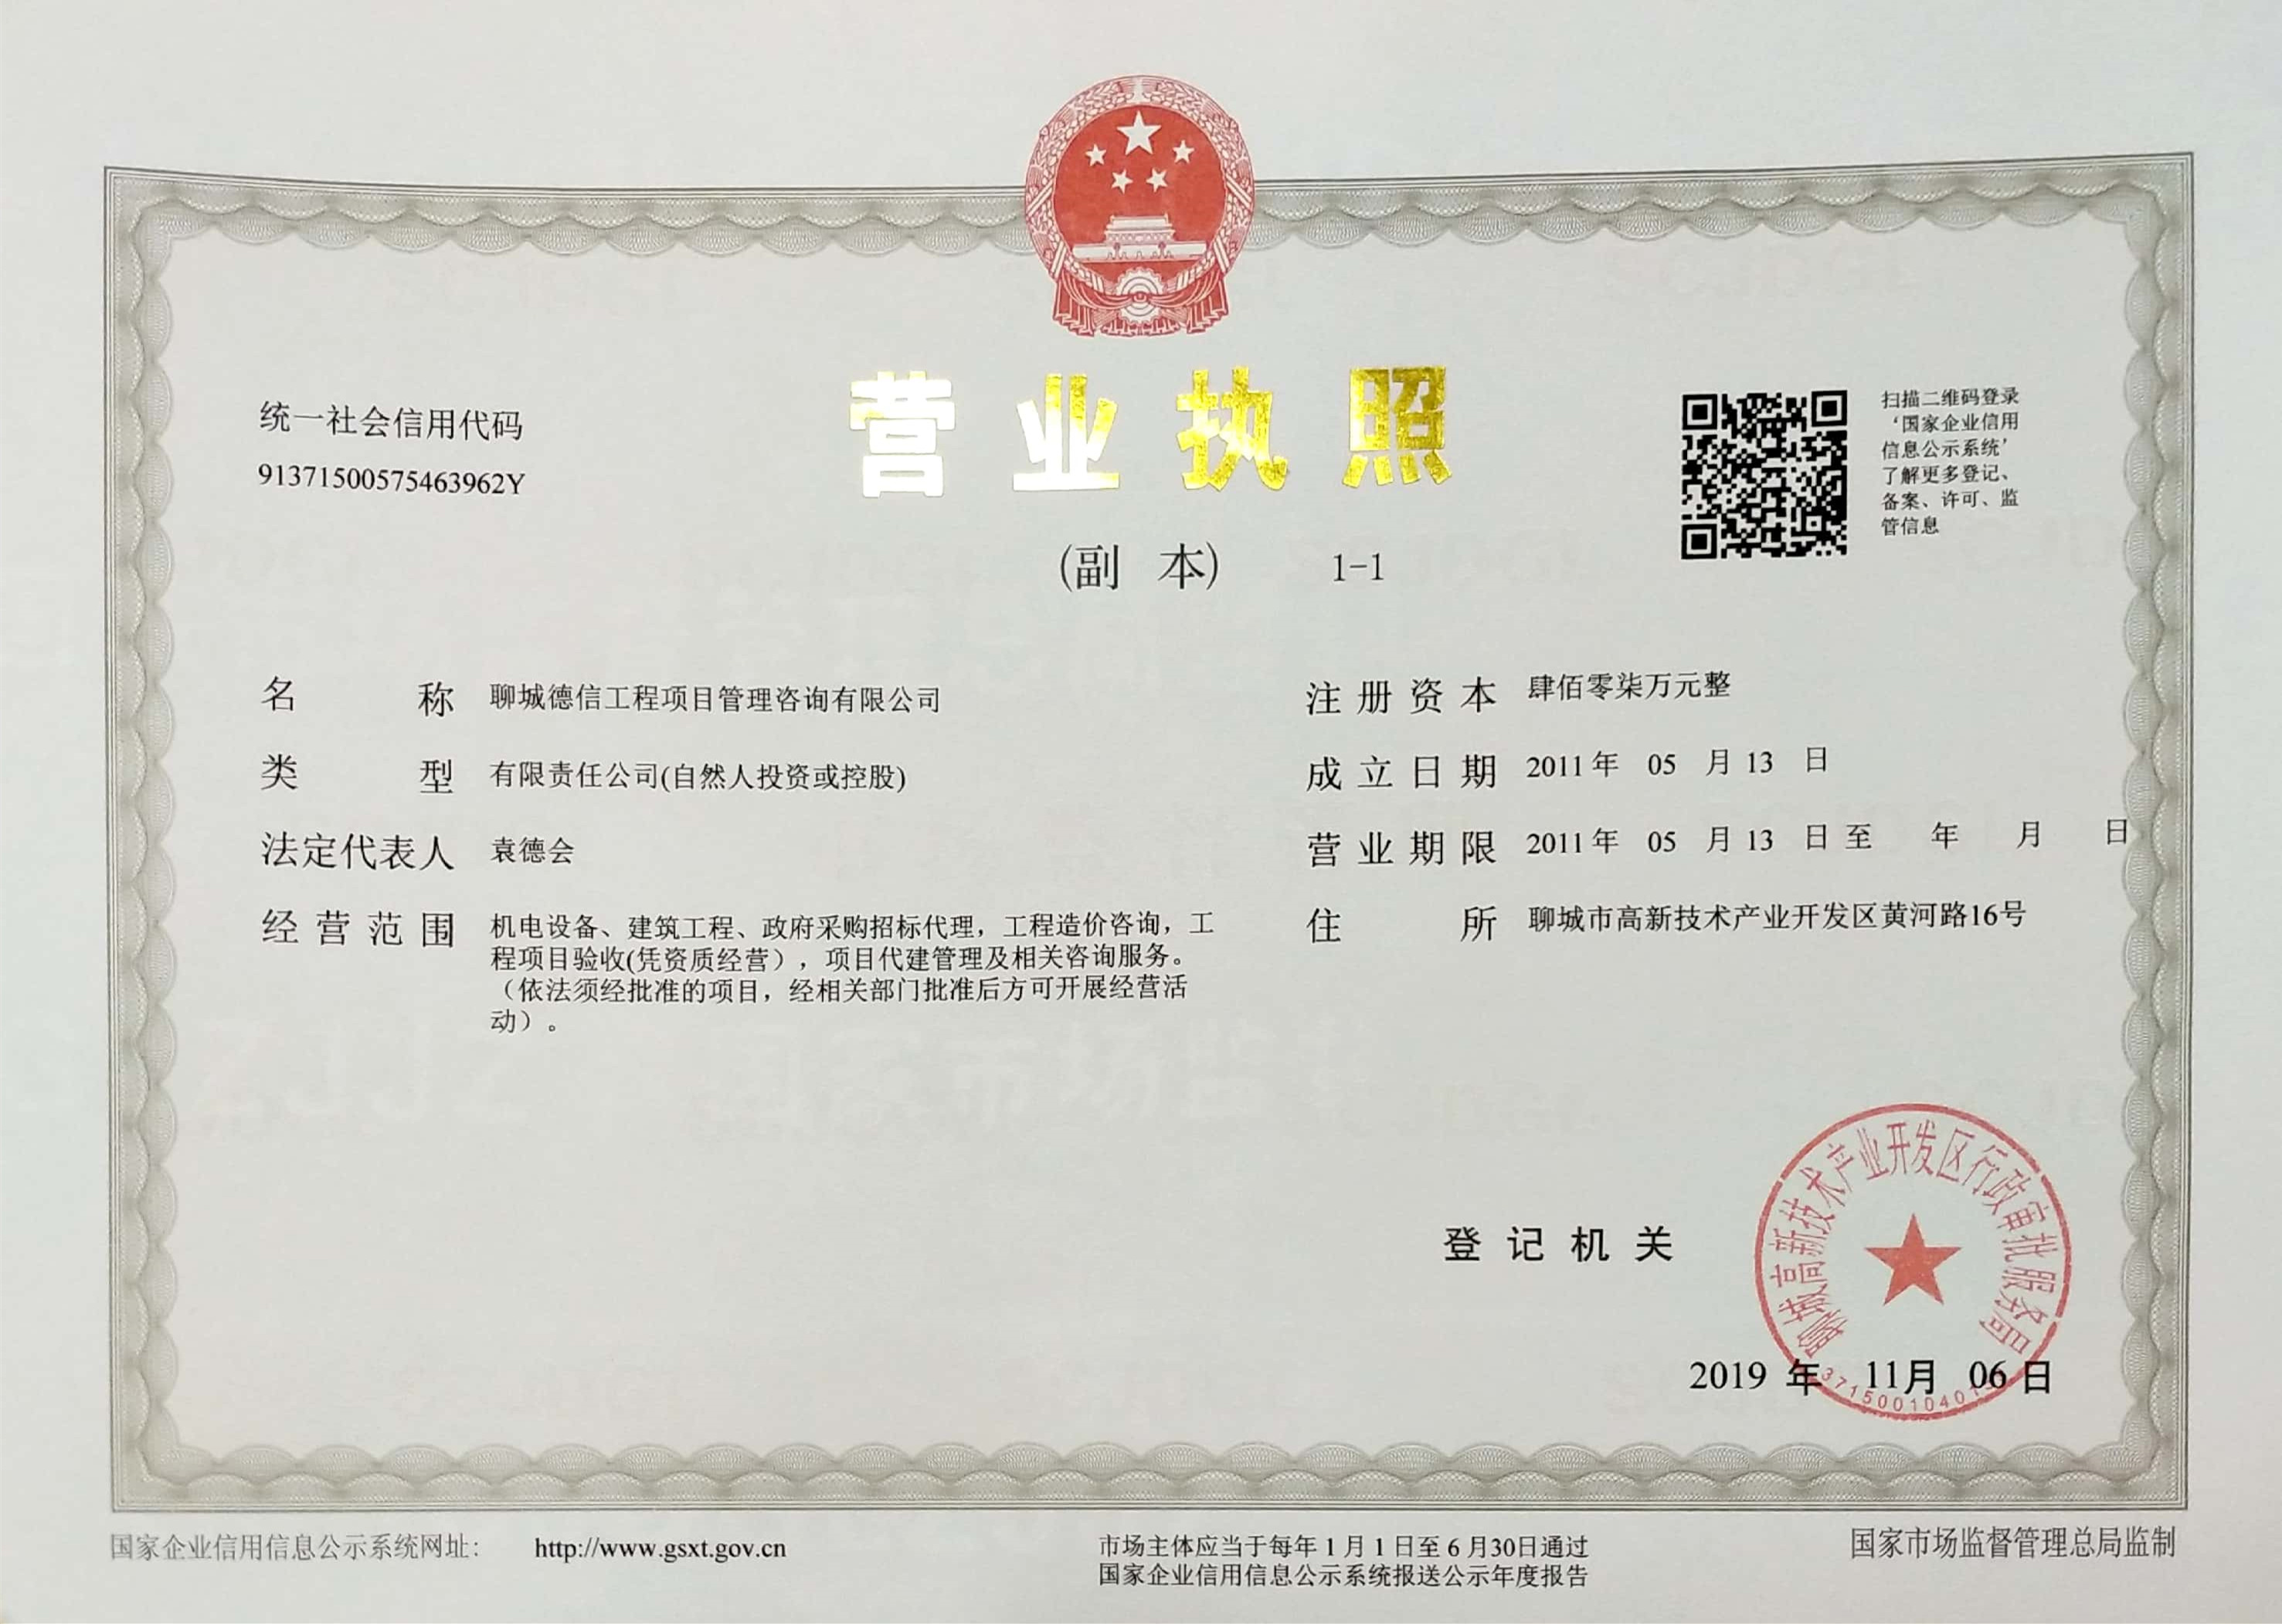 营业执照
(副 本) 1-1
统一社会信用代码
91371500575463962Y
扫描二维码登录
‘国家企业信用
信息公示系统’
了解更多登记、
备案、许可、监
管信息
名称 聊城德信工程项目管理咨询有限公司
类型 有限责任公司(自然人投资或控股)
法定代表人 袁德会
经营范围 机电设备、建筑工程、政府采购招标代理，工程造价咨询，工
程项目验收(凭资质经营），项目代建管理及相关咨询服务。
（依法须经批准的项目，经相关部门批准后方可开展经营活
动）。
注册资本 肆佰零柒万元整
成立日期 2011年 05 月 13 日
营业期限 2011年 05 月 13 日 至 年 月 日
住所 聊城市高新技术产业开发区黄河路16号
登记机关
聊城高新技术产业开发区行政审批服务局
2019 年 11月 06 日
国家企业信用信息公示系统网址： http://www.gsxt.gov.cn
市场主体应当于每年 1 月 1 日至 6 月30日通过
国家企业信用信息公示系统报送公示年度报告
国家市场监督管理总局监制